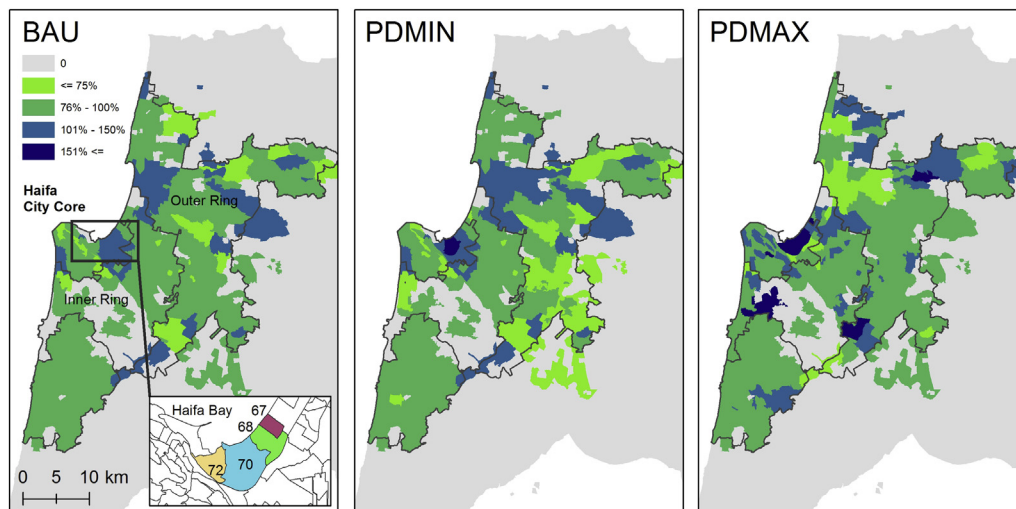 BAU
0
<= 75%
76% - 100%
101% - 150%
151% <=
Haifa
City Core
Outer Ring
Inner Ring
0 5 10 km
Haifa Bay
67
68
70
72
PDMIN
PDMAX